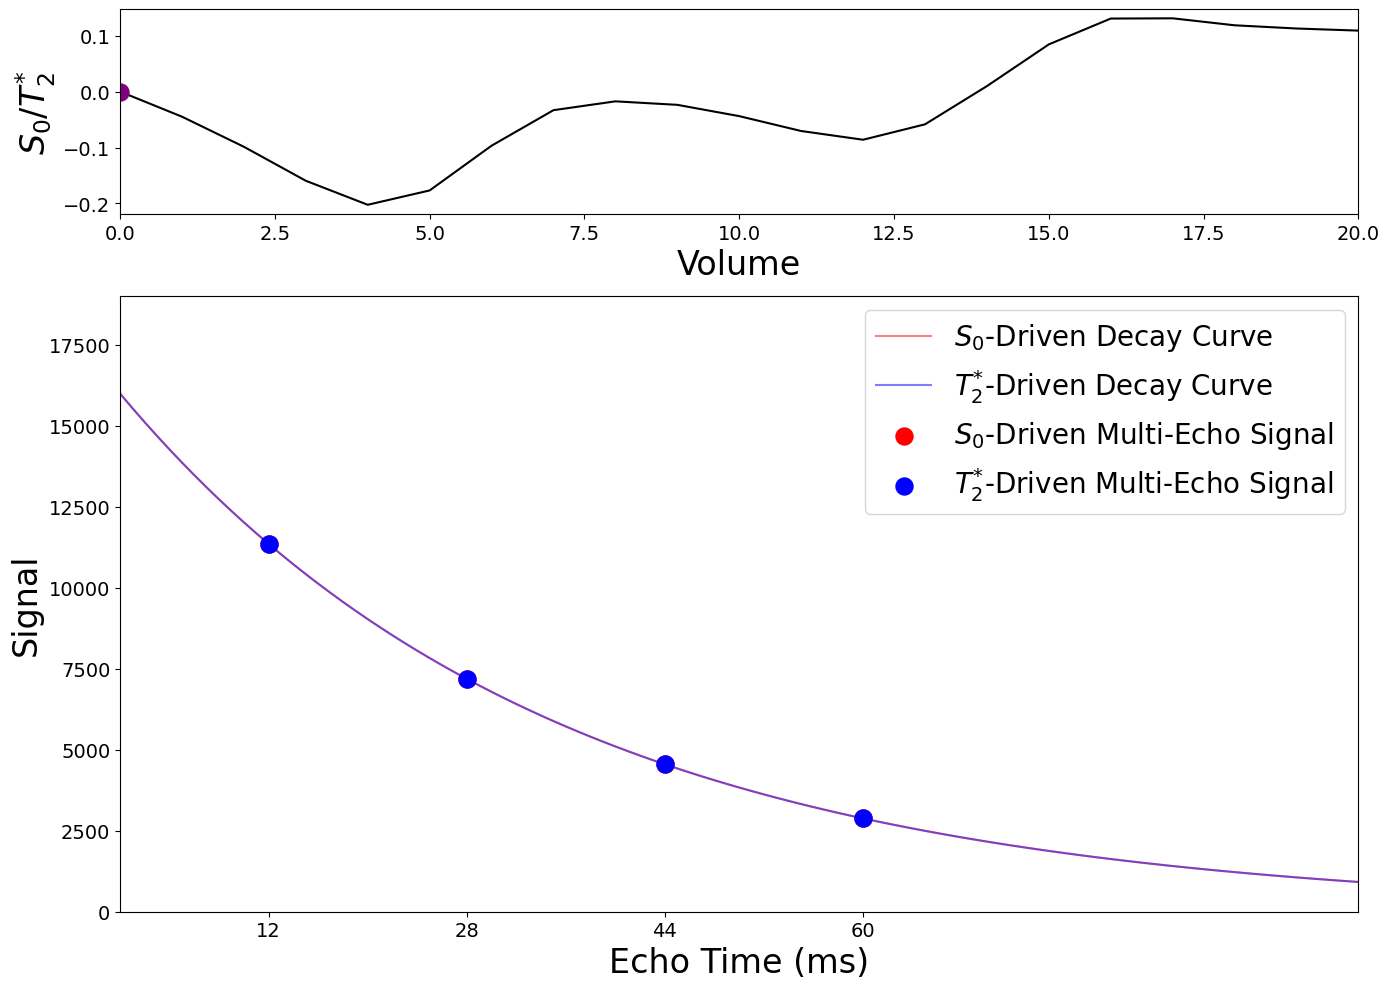 0.1
0.0
−0.1
−0.2
S₀/T₂*
0.0 2.5 5.0 7.5 10.0 12.5 15.0 17.5 20.0
Volume
17500
15000
12500
10000
7500
5000
2500
0
Signal
S₀-Driven Decay Curve
T₂*-Driven Decay Curve
S₀-Driven Multi-Echo Signal
T₂*-Driven Multi-Echo Signal
12 28 44 60
Echo Time (ms)